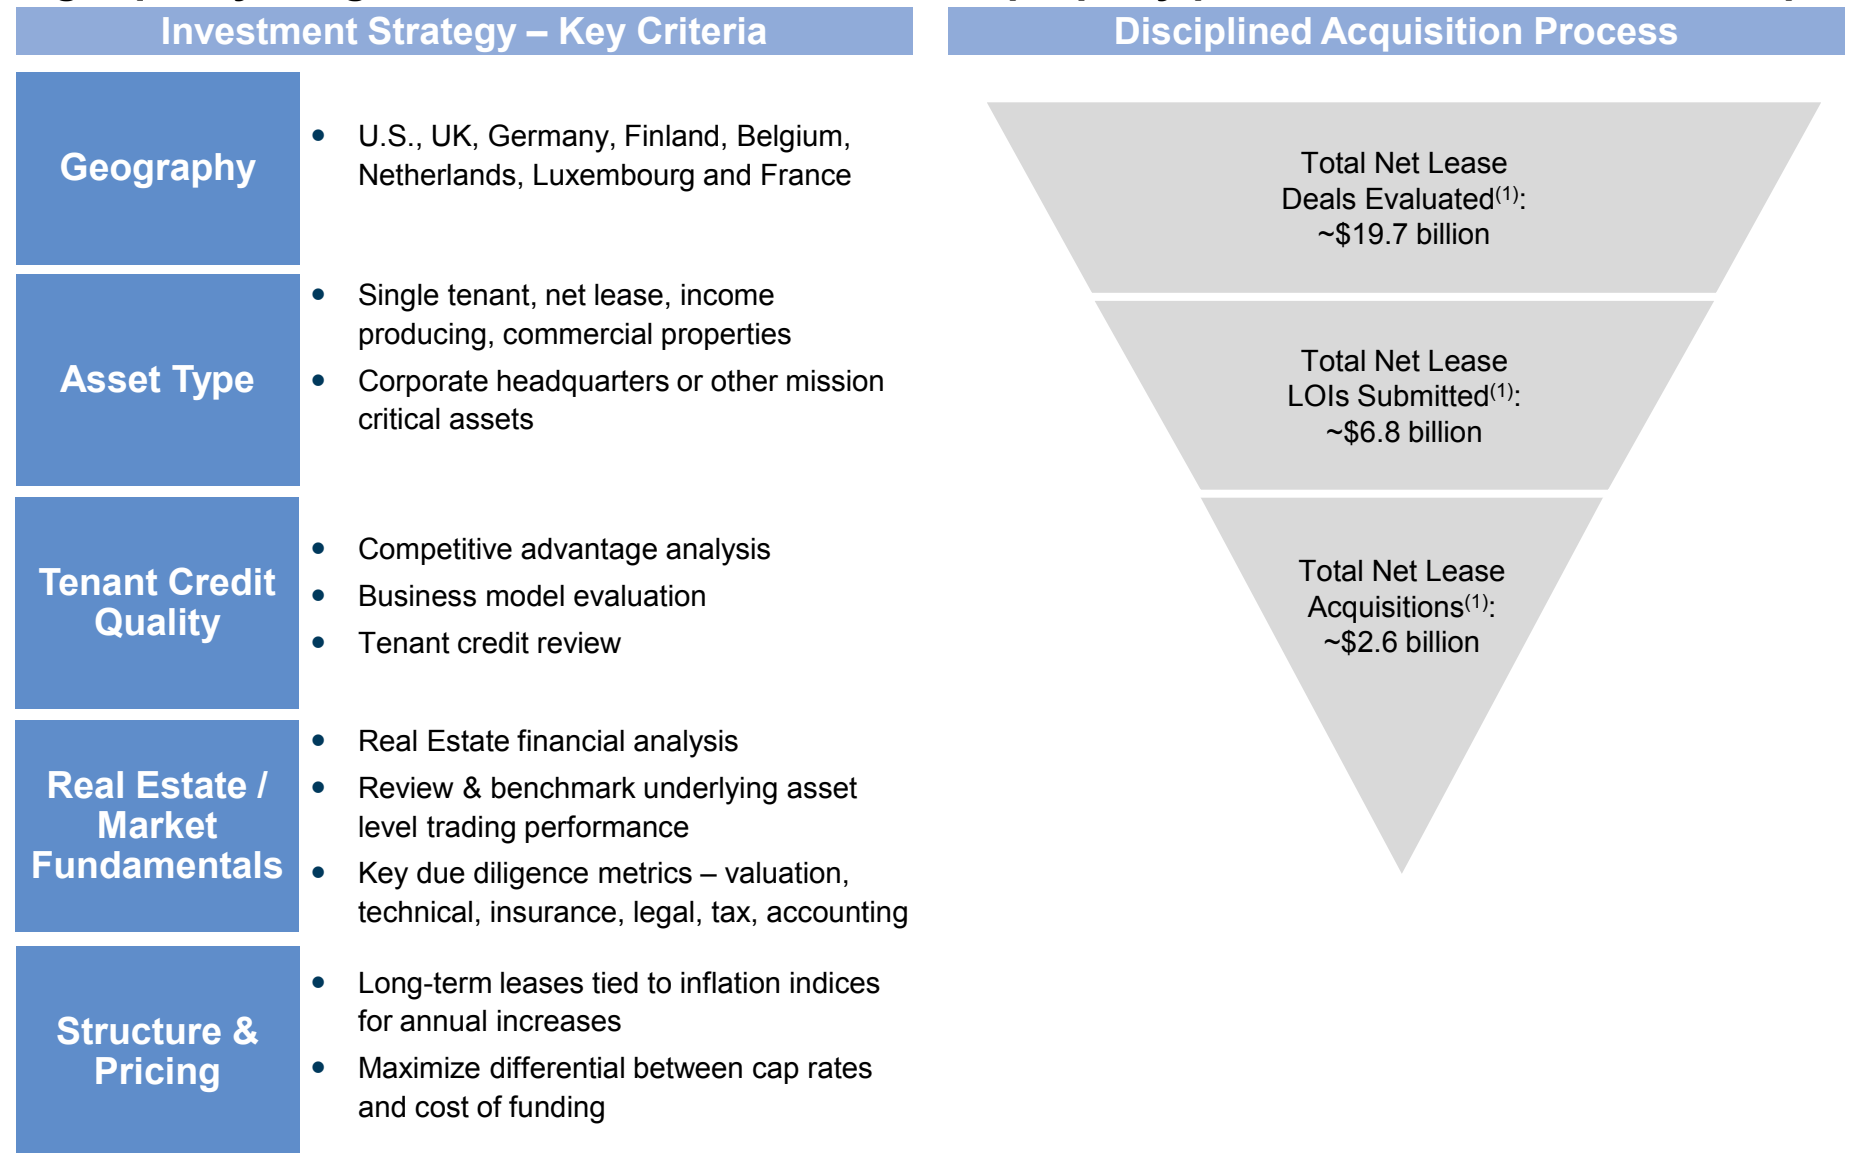 Investment Strategy – Key Criteria
Geography
• U.S., UK, Germany, Finland, Belgium,
Netherlands, Luxembourg and France
Asset Type
• Single tenant, net lease, income
producing, commercial properties
• Corporate headquarters or other mission
critical assets
Tenant Credit
Quality
• Competitive advantage analysis
• Business model evaluation
• Tenant credit review
Real Estate /
Market
Fundamentals
• Real Estate financial analysis
• Review & benchmark underlying asset
level trading performance
• Key due diligence metrics – valuation,
technical, insurance, legal, tax, accounting
Structure &
Pricing
• Long-term leases tied to inflation indices
for annual increases
• Maximize differential between cap rates
and cost of funding
Disciplined Acquisition Process
Total Net Lease
Deals Evaluated(1):
~$19.7 billion
Total Net Lease
LOIs Submitted(1):
~$6.8 billion
Total Net Lease
Acquisitions(1):
~$2.6 billion